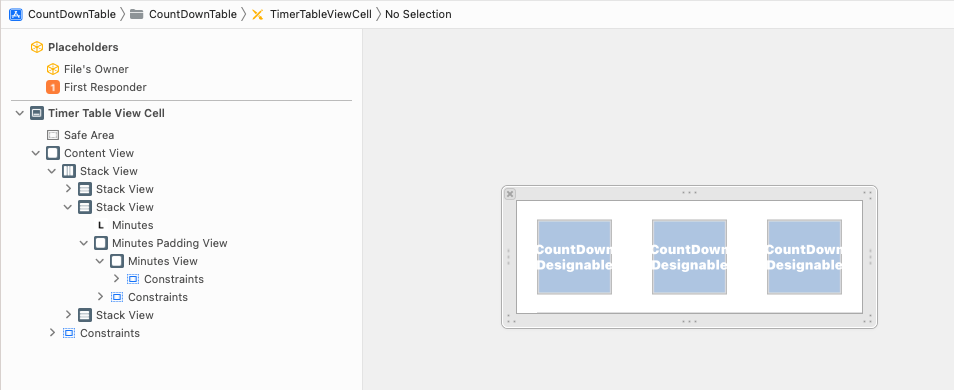 CountDownTable CountDownTable TimerTableViewCell No Selection
Placeholders
File's Owner
1 First Responder
Timer Table View Cell
Safe Area
Content View
Stack View
Stack View
Stack View
L Minutes
Minutes Padding View
Minutes View
Constraints
Constraints
Stack View
Constraints
CountDown CountDown CountDown
Designable Designable Designable